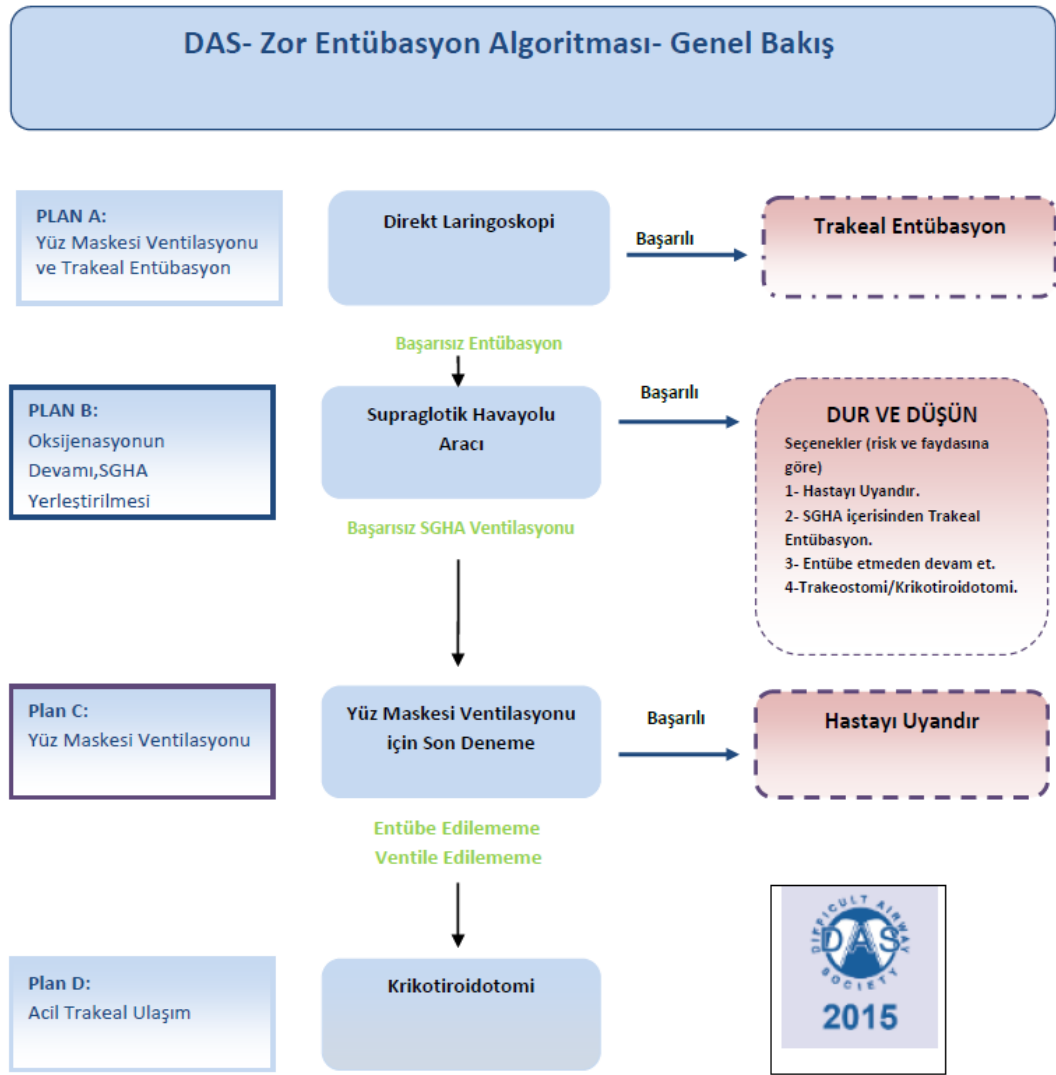 DAS- Zor Entübasyon Algoritması- Genel Bakış
PLAN A:
Yüz Maskesi Ventilasyonu
ve Trakeal Entübasyon
Direkt Laringoskopi
Başarılı
Trakeal Entübasyon
Başarısız Entübasyon
PLAN B:
Oksijenasyonun
Devamı,SGHA
Yerleştirilmesi
Supraglotik Havayolu
Aracı
Başarılı
DUR VE DÜŞÜN
Seçenekler (risk ve faydasına
göre)
1- Hastayı Uyandır.
2- SGHA içerisinden Trakeal
Entübasyon.
3- Entübe etmeden devam et.
4-Trakeostomi/Krikotiroidotomi.
Başarısız SGHA Ventilasyonu
Plan C:
Yüz Maskesi Ventilasyonu
Yüz Maskesi Ventilasyonu
için Son Deneme
Başarılı
Hastayı Uyandır
Entübe Edilememe
Ventile Edilememe
Plan D:
Acil Trakeal Ulaşım
Krikotiroidotomi
DIFFICULT AIRWAY
DAS
SOCIETY
2015